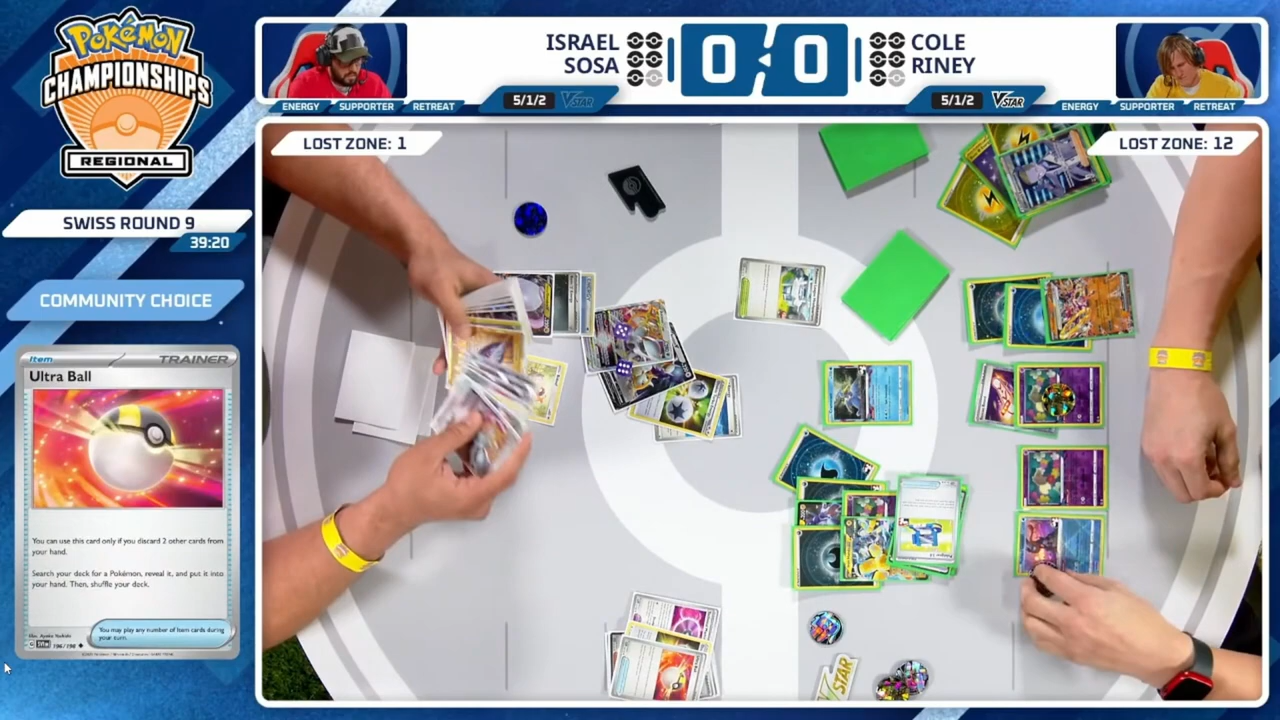 Pokémon
CHAMPIONSHIPS
REGIONAL
SWISS ROUND 9
39:20
COMMUNITY CHOICE
Item
TRAINER
Ultra Ball
You can use this card only if you discard 2 other cards from
your hand.
Search your deck for a Pokémon, reveal it, and put it into
your hand. Then, shuffle your deck.
You may play any number of Item cards during
your turn.
196/198
ISRAEL
SOSA
0
0
COLE
RINEY
ENERGY
SUPPORTER
RETREAT
5/1/2
VSTAR
5/1/2
VSTAR
ENERGY
SUPPORTER
RETREAT
LOST ZONE: 1
LOST ZONE: 12
VSTAR